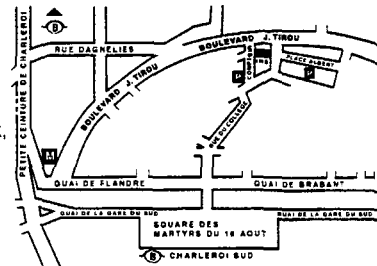 B
RUE DAGNELIES
BOULEVARD J. TIROU
PETITE CEINTURE DE CHARLEROI
BOULEVARD J. TIROU
PLACE ALBERT
P
P
RUE DU COLLÈGE
M
QUAI DE FLANDRE
QUAI DE BRABANT
QUAI DE LA GARE DU SUD
QUAI DE LA GARE DU SUD
SQUARE DES
MARTYRS DU 18 AOUT
B CHARLEROI SUD